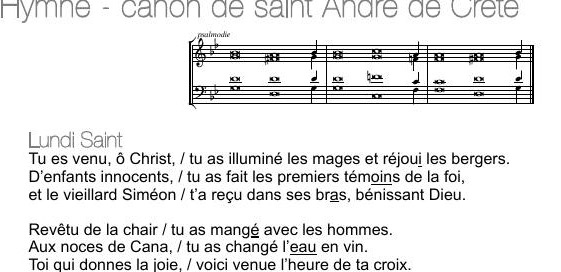 Hymne - canon de saint André de Crète
psalmodie
Lundi Saint
Tu es venu, ô Christ, / tu as illuminé les mages et réjoui les bergers.
D'enfants innocents, / tu as fait les premiers témoins de la foi,
et le vieillard Siméon / t'a reçu dans ses bras, bénissant Dieu.
Revêtu de la chair / tu as mangé avec les hommes.
Aux noces de Cana, / tu as changé l'eau en vin.
Toi qui donnes la joie, / voici venue l'heure de ta croix.